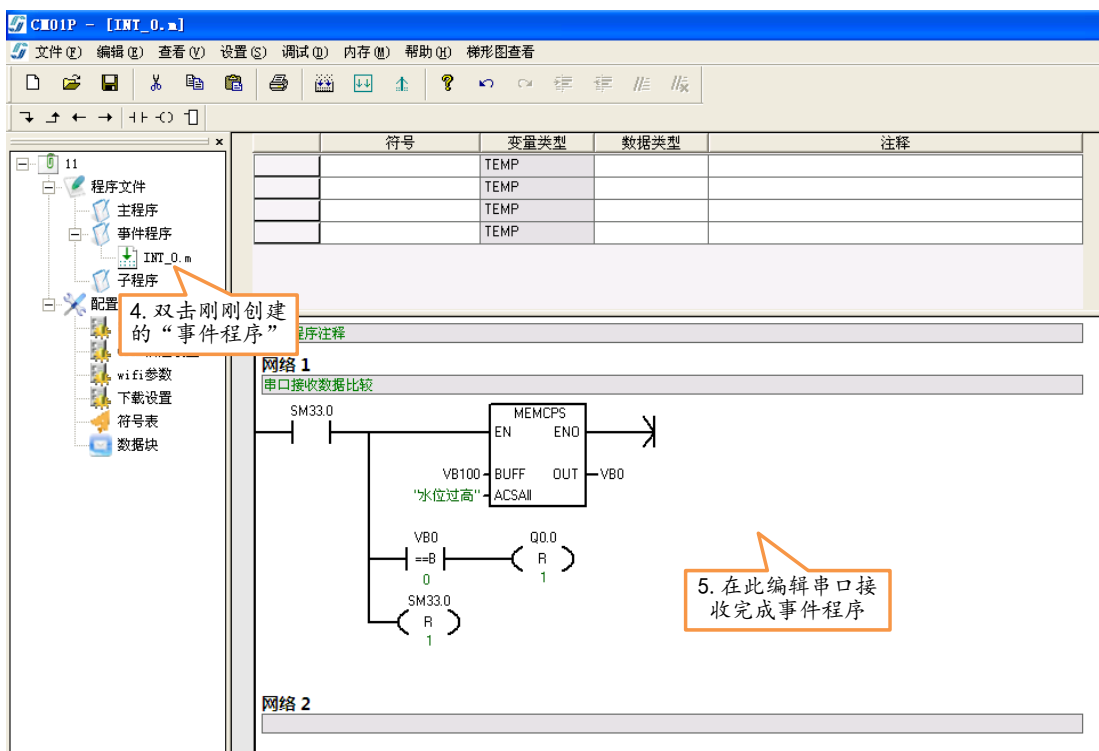 CM01P - [INT_0.m]
文件(F) 编辑(E) 查看(V) 设置(S) 调试(D) 内存(M) 帮助(H) 梯形图查看
符号 变量类型 数据类型 注释
TEMP
TEMP
TEMP
TEMP
11
程序文件
主程序
事件程序
INT_0.m
子程序
配置
wifi参数
下载设置
符号表
数据块
4. 双击刚刚创建
的“事件程序”
程序注释
网络 1
串口接收数据比较
SM33.0
MEMCPS
EN ENO
VB100 BUFF OUT VB0
"水位过高" ACSAII
VB0 Q0.0
==B R
0 1
SM33.0
R
1
5. 在此编辑串口接
收完成事件程序
网络 2